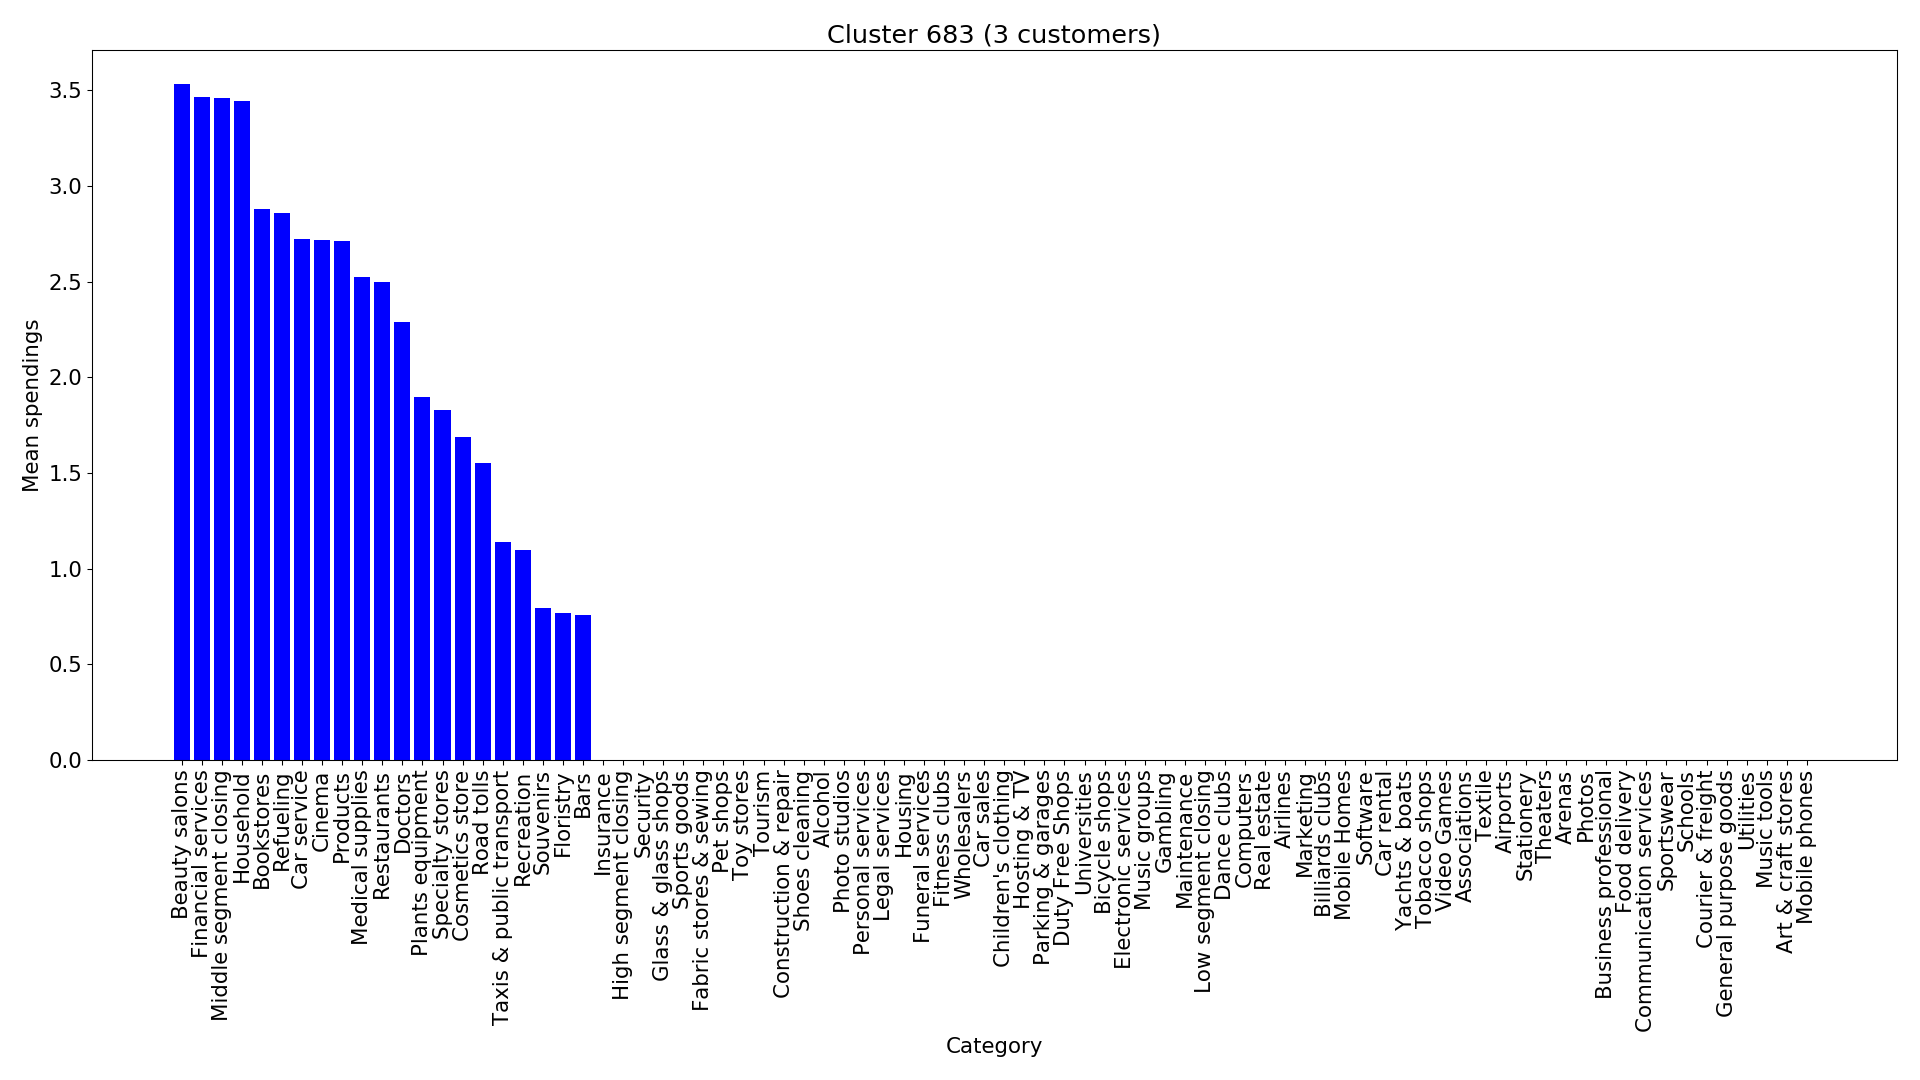 Cluster 683 (3 customers)
Mean spendings
3.5
3.0
2.5
2.0
1.5
1.0
0.5
0.0
Beauty salons
Financial services
Middle segment closing
Household
Bookstores
Refueling
Car service
Cinema
Products
Medical supplies
Restaurants
Doctors
Plants equipment
Specialty stores
Cosmetics store
Road tolls
Taxis & public transport
Recreation
Souvenirs
Floristry
Bars
Insurance
High segment closing
Security
Glass & glass shops
Sports goods
Fabric stores & sewing
Pet shops
Toy stores
Tourism
Construction & repair
Shoes cleaning
Alcohol
Photo studios
Personal services
Legal services
Housing
Funeral services
Fitness clubs
Wholesalers
Car sales
Children's clothing
Hosting & TV
Parking & garages
Duty Free Shops
Universities
Bicycle shops
Electronic services
Music groups
Gambling
Maintenance
Low segment closing
Dance clubs
Computers
Real estate
Airlines
Marketing
Billiards clubs
Mobile Homes
Software
Car rental
Yachts & boats
Tobacco shops
Video Games
Associations
Textile
Airports
Stationery
Theaters
Arenas
Photos
Business professional
Food delivery
Communication services
Sportswear
Schools
Courier & freight
General purpose goods
Utilities
Music tools
Art & craft stores
Mobile phones
Category